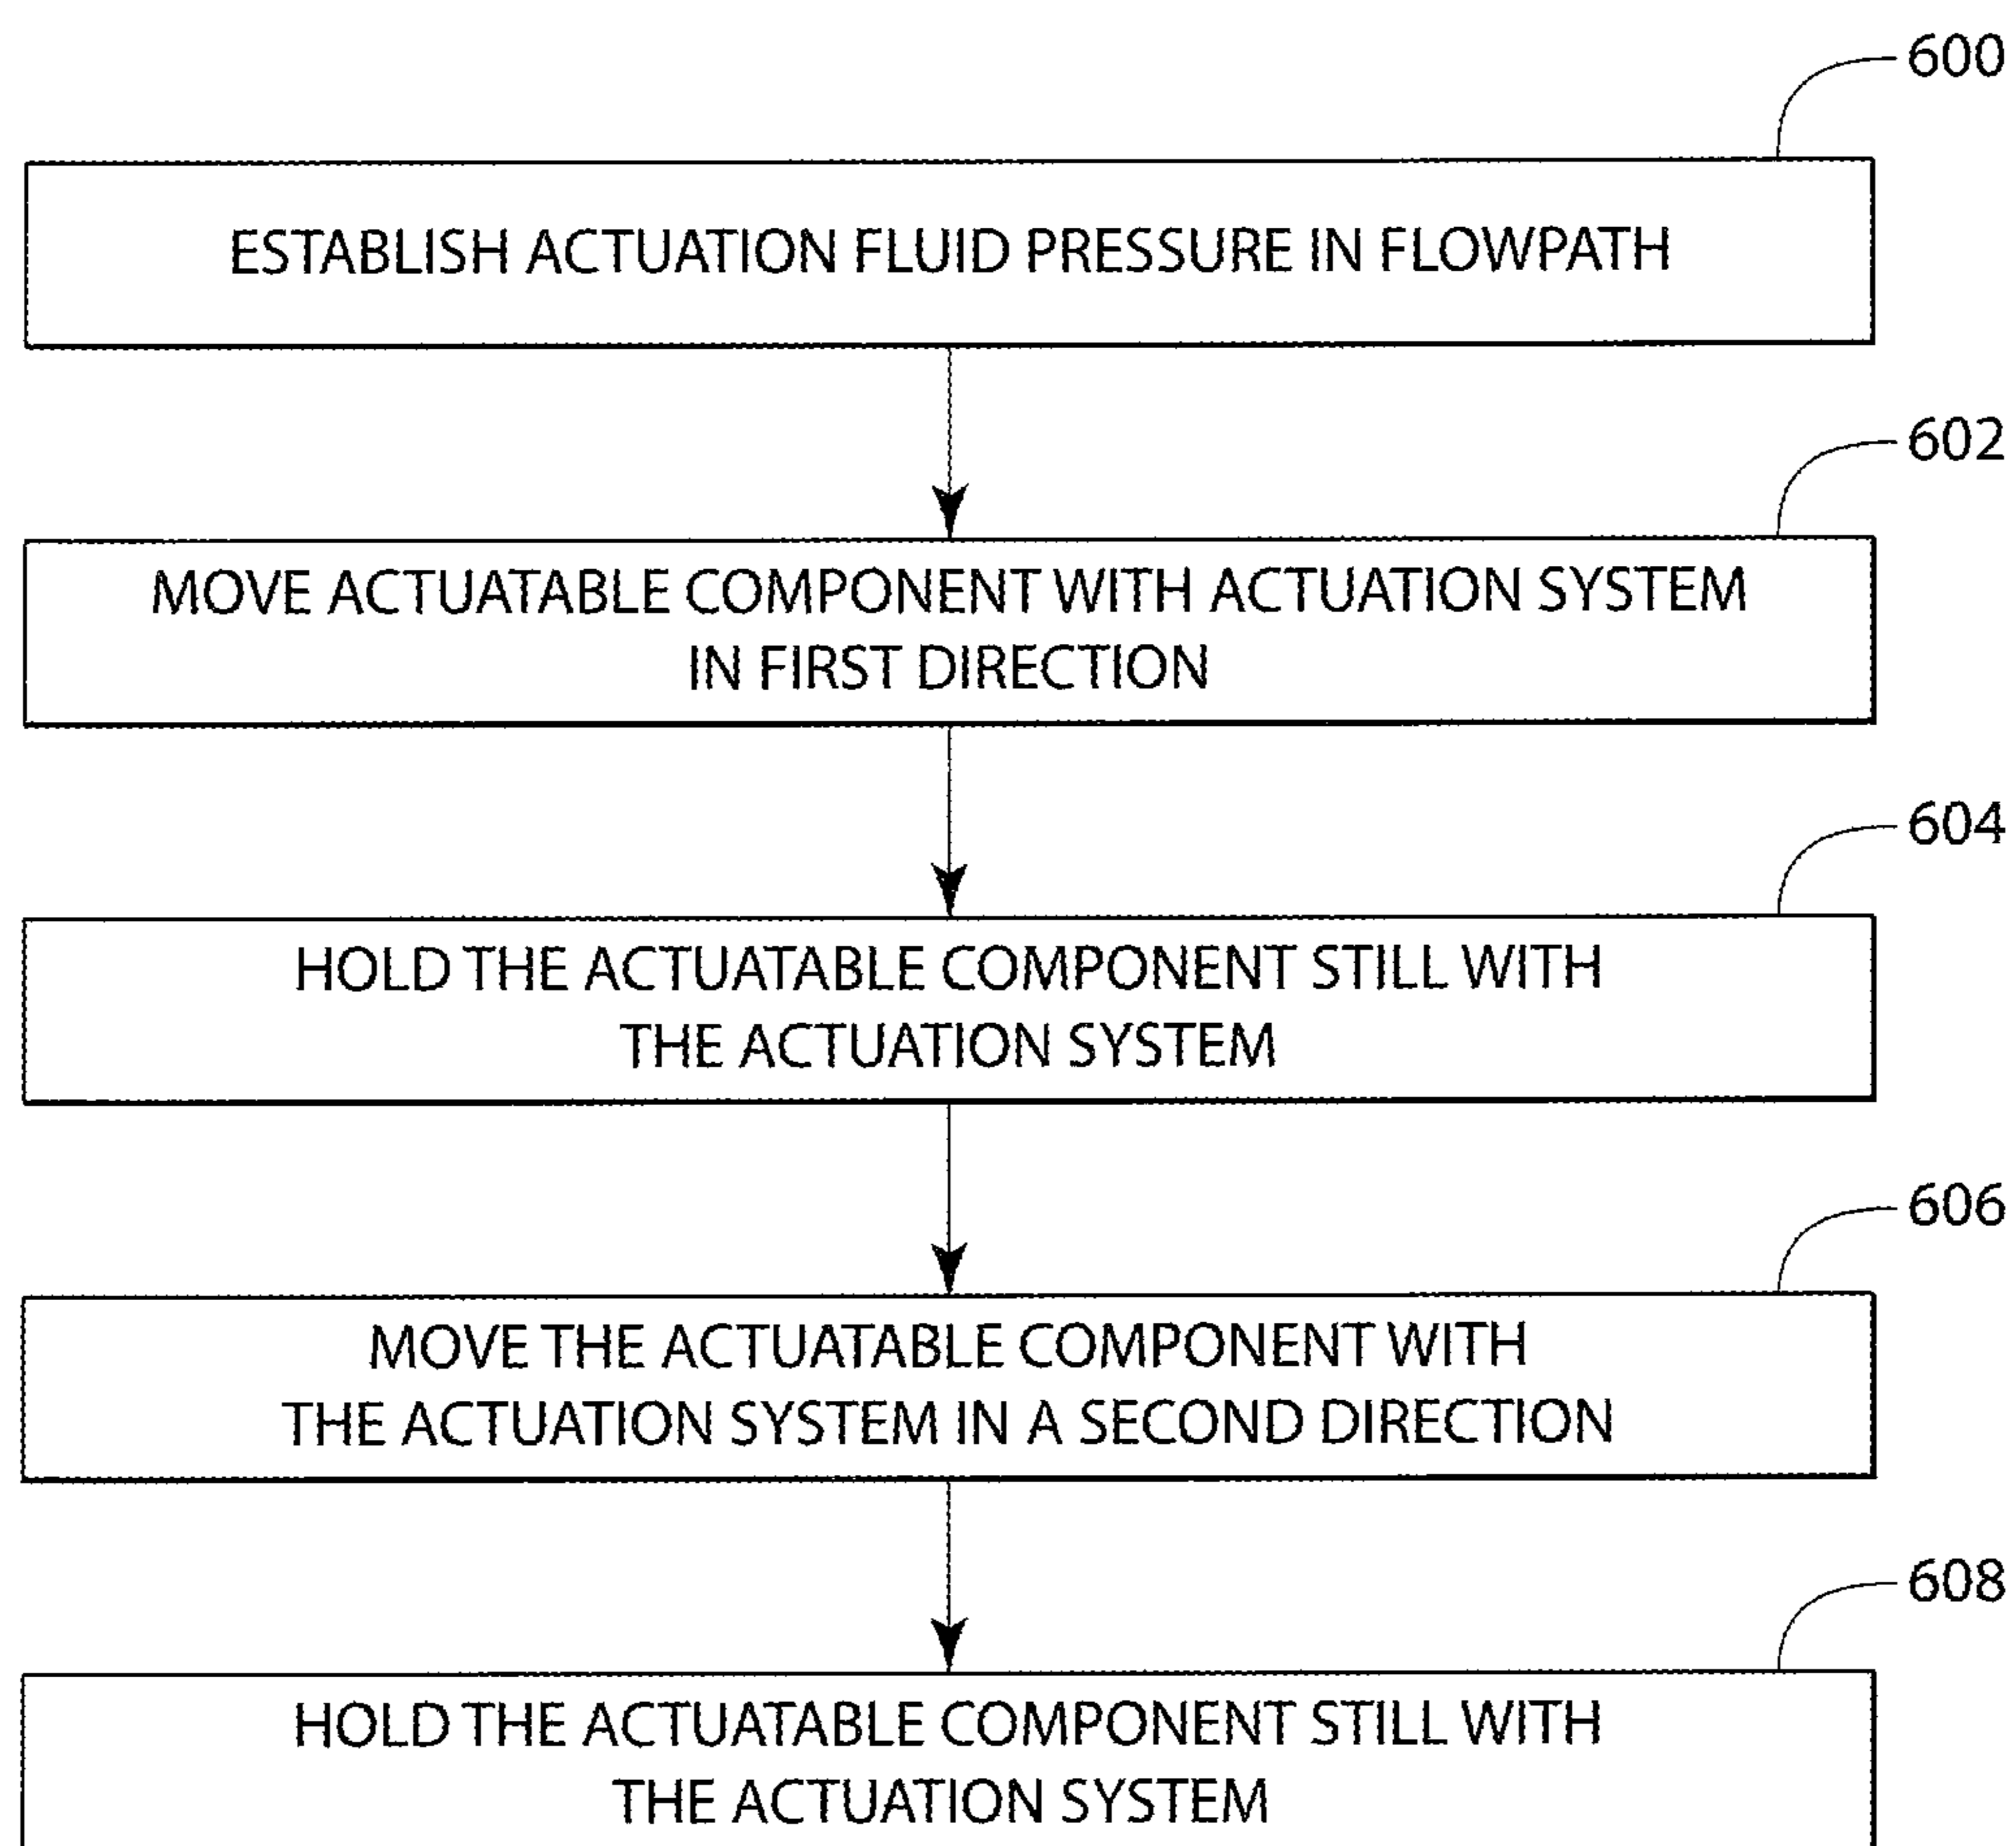 600
ESTABLISH ACTUATION FLUID PRESSURE IN FLOWPATH
602
MOVE ACTUATABLE COMPONENT WITH ACTUATION SYSTEM
IN FIRST DIRECTION
604
HOLD THE ACTUATABLE COMPONENT STILL WITH
THE ACTUATION SYSTEM
606
MOVE THE ACTUATABLE COMPONENT WITH
THE ACTUATION SYSTEM IN A SECOND DIRECTION
608
HOLD THE ACTUATABLE COMPONENT STILL WITH
THE ACTUATION SYSTEM